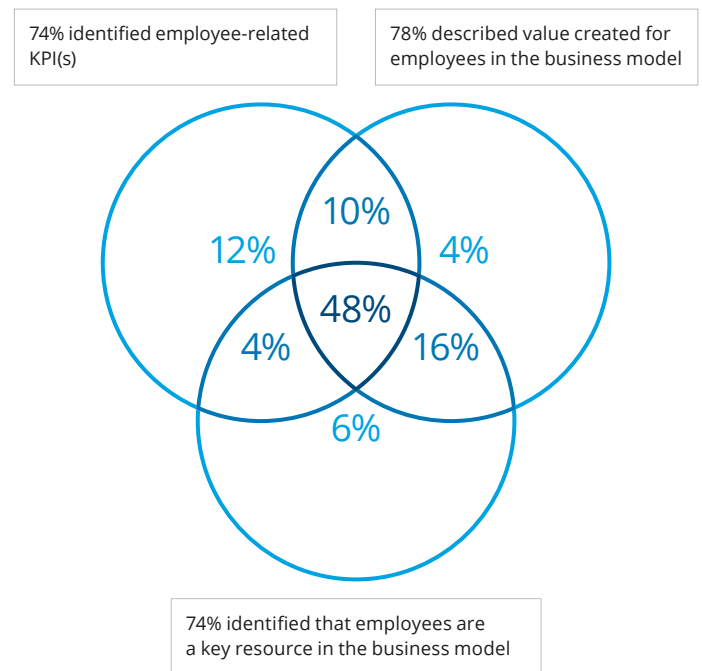 74% identified employee-related
KPI(s)
78% described value created for
employees in the business model
10%
12%
4%
48%
4%
16%
6%
74% identified that employees are
a key resource in the business model